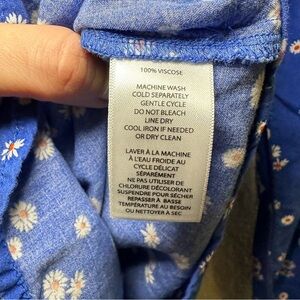 100% VISCOSE
MACHINE WASH
COLD SEPARATELY
GENTLE CYCLE
DO NOT BLEACH
LINE DRY
COOL IRON IF NEEDED
OR DRY CLEAN
LAVER À LA MACHINE
À L'EAU FROIDE AU
CYCLE DÉLICAT
SÉPARÉMENT
NE PAS UTILISER DE
CHLORURE DÉCOLORANT
SUSPENDRE POUR SÉCHER
REPASSER À BASSE
TEMPÉRATURE AU BESOIN
OU NETTOYER À SEC